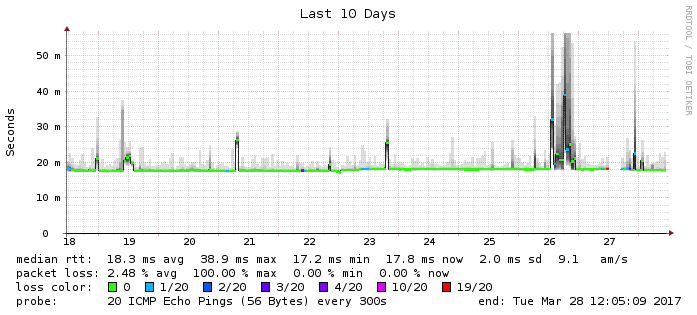 Last 10 Days
RRDTOOL / TOBI OETIKER
Seconds
50 m
40 m
30 m
20 m
10 m
0
18 19 20 21 22 23 24 25 26 27
median rtt: 18.3 ms avg 38.9 ms max 17.2 ms min 17.8 ms now 2.0 ms sd 9.1 am/s
packet loss: 2.48 % avg 100.00 % max 0.00 % min 0.00 % now
loss color: 0 1/20 2/20 3/20 4/20 10/20 19/20
probe: 20 ICMP Echo Pings (56 Bytes) every 300s end: Tue Mar 28 12:05:09 2017